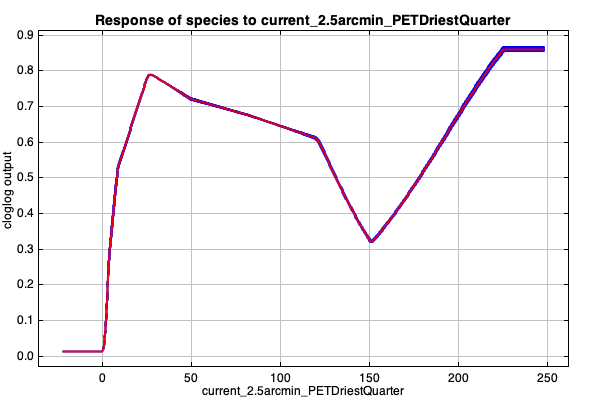 Response of species to current_2.5arcmin_PETDriestQuarter
0.9
0.8
0.7
0.6
0.5
0.4
0.3
0.2
0.1
0.0
cloglog output
0 50 100 150 200 250
current_2.5arcmin_PETDriestQuarter